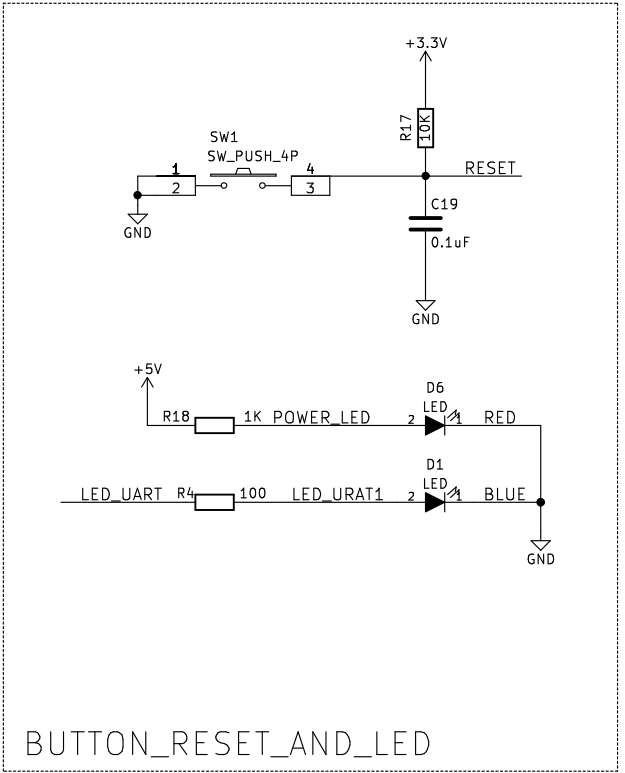 +3.3V
R17
10K
SW1
SW_PUSH_4P
1
2
4
3
RESET
GND
C19
0.1uF
GND
+5V
R18
1K
POWER_LED
D6
LED
2
1
RED
LED_UART
R4
100
LED_URAT1
D1
LED
2
1
BLUE
GND
BUTTON_RESET_AND_LED